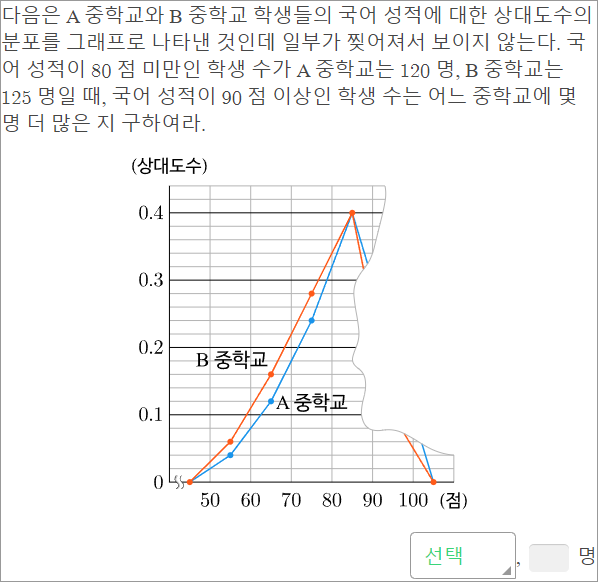 다음은 A 중학교와 B 중학교 학생들의 국어 성적에 대한 상대도수의
분포를 그래프로 나타낸 것인데 일부가 찢어져서 보이지 않는다. 국
어 성적이 80 점 미만인 학생 수가 A 중학교는 120 명, B 중학교는
125 명일 때, 국어 성적이 90 점 이상인 학생 수는 어느 중학교에 몇
명 더 많은 지 구하여라.
(상대도수)
0.4
0.3
0.2
B 중학교
A 중학교
0.1
0
50 60 70 80 90 100 (점)
선택 , 명